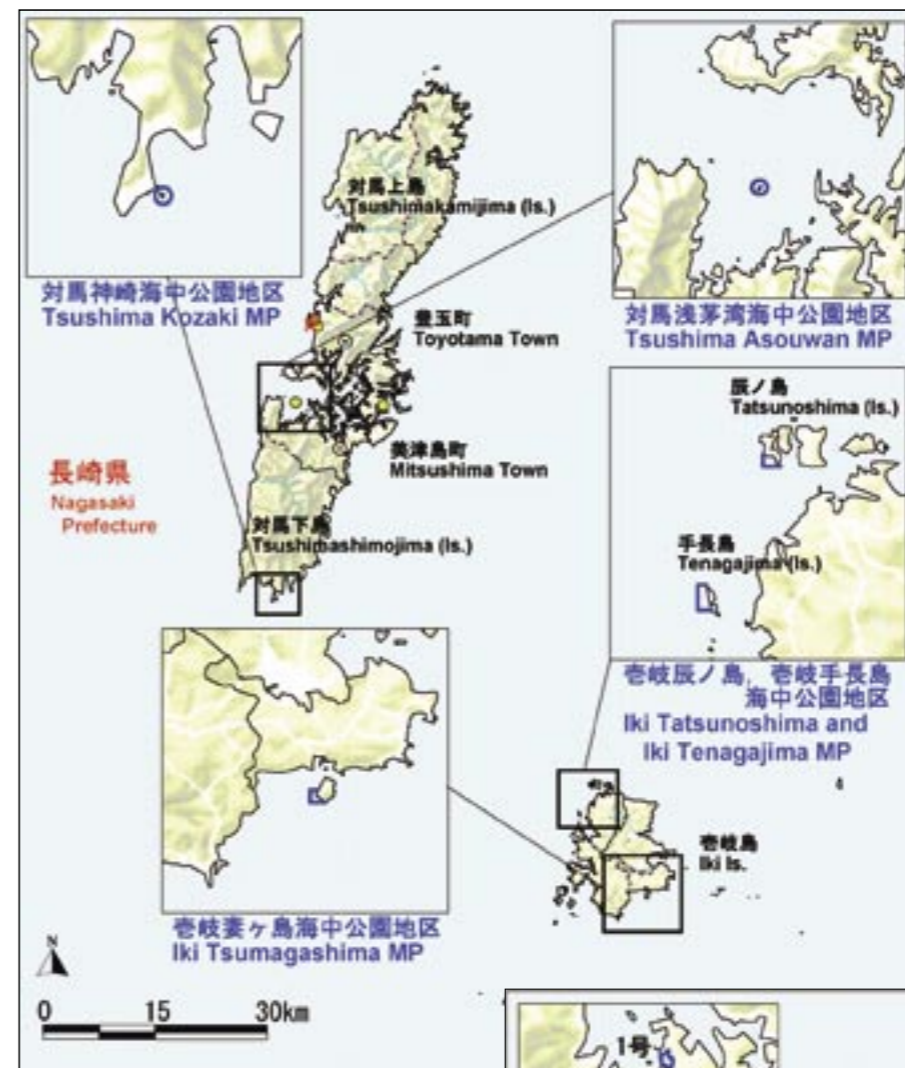 対馬上島
Tsushimakamijima (Is.)
対馬神崎海中公園地区
Tsushima Kozaki MP
対馬浅茅湾海中公園地区
Tsushima Asouwan MP
豊玉町
Toyotama Town
辰ノ島
Tatsunoshima (Is.)
美津島町
Mitsushima Town
長崎県
Nagasaki
Prefecture
対馬下島
Tsushimashimojima (Is.)
手長島
Tenagajima (Is.)
壱岐辰ノ島, 壱岐手長島
海中公園地区
Iki Tatsunoshima and
Iki Tenagajima MP
壱岐島
Iki Is.
壱岐妻ヶ島海中公園地区
Iki Tsumagashima MP
N
0 15 30km
1号